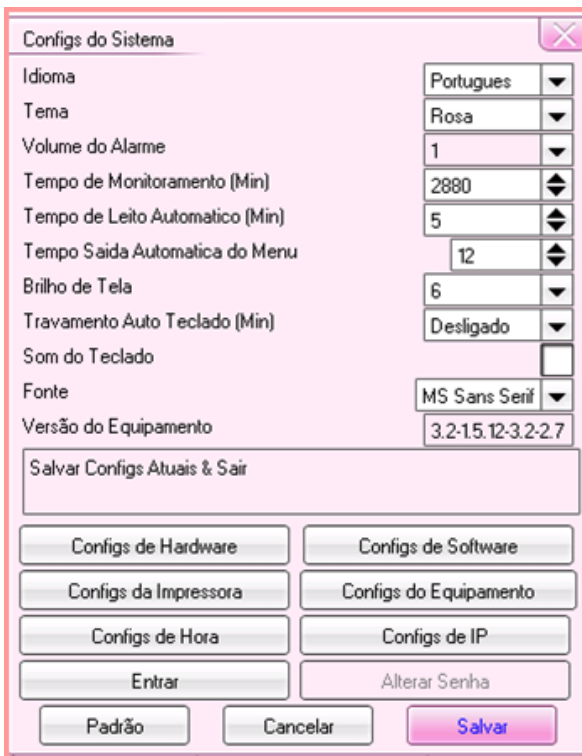 Configs do Sistema
Idioma Portugues
Tema Rosa
Volume do Alarme 1
Tempo de Monitoramento (Min) 2880
Tempo de Leito Automatico (Min) 5
Tempo Saida Automatica do Menu 12
Brilho de Tela 6
Travamento Auto Teclado (Min) Desligado
Som do Teclado
Fonte MS Sans Serif
Versão do Equipamento 3.2-1.5.12-3.2-2.7
Salvar Configs Atuais & Sair
Configs de Hardware Configs de Software
Configs da Impressora Configs do Equipamento
Configs de Hora Configs de IP
Entrar Alterar Senha
Padrão Cancelar Salvar